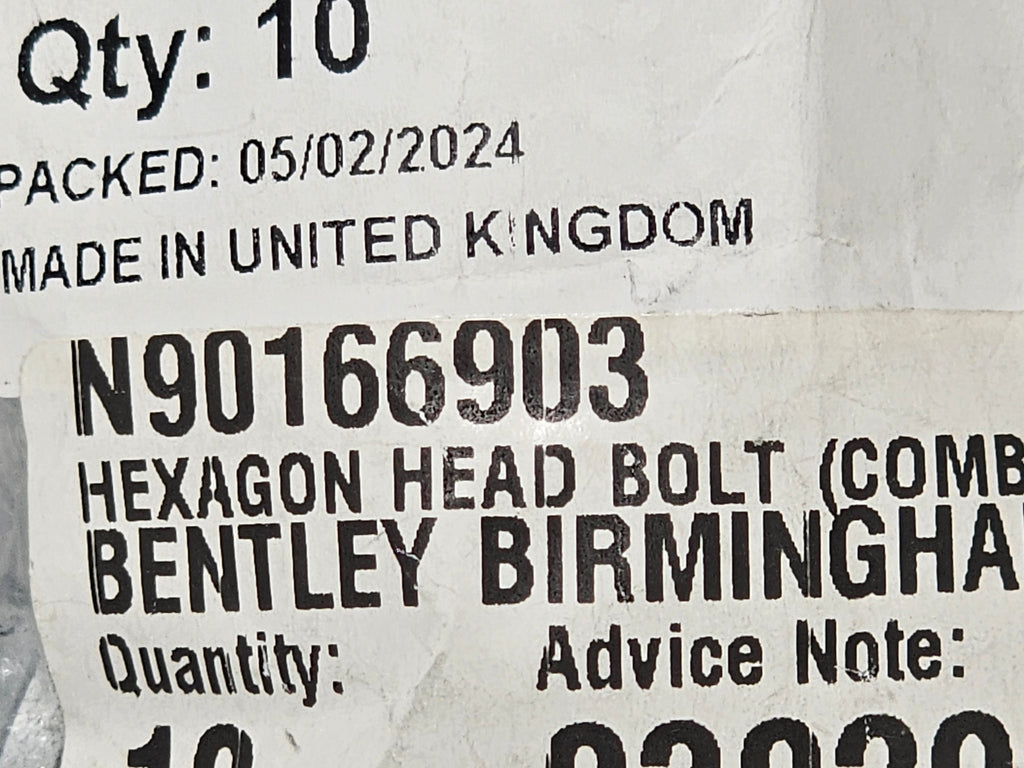 Qty: 10
PACKED: 05/02/2024
MADE IN UNITED KINGDOM
N90166903
HEXAGON HEAD BOLT (COMB
BENTLEY BIRMINGHA
Quantity:
Advice Note:
10